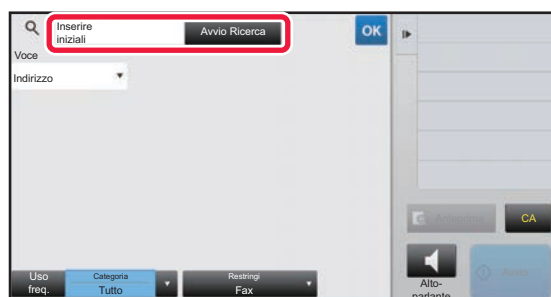 Inserire
iniziali
Avvio Ricerca
OK
Voce
Indirizzo
CA
Uso
freq.
Categoria
Tutto
Restringi
Fax
Alto-
parlante